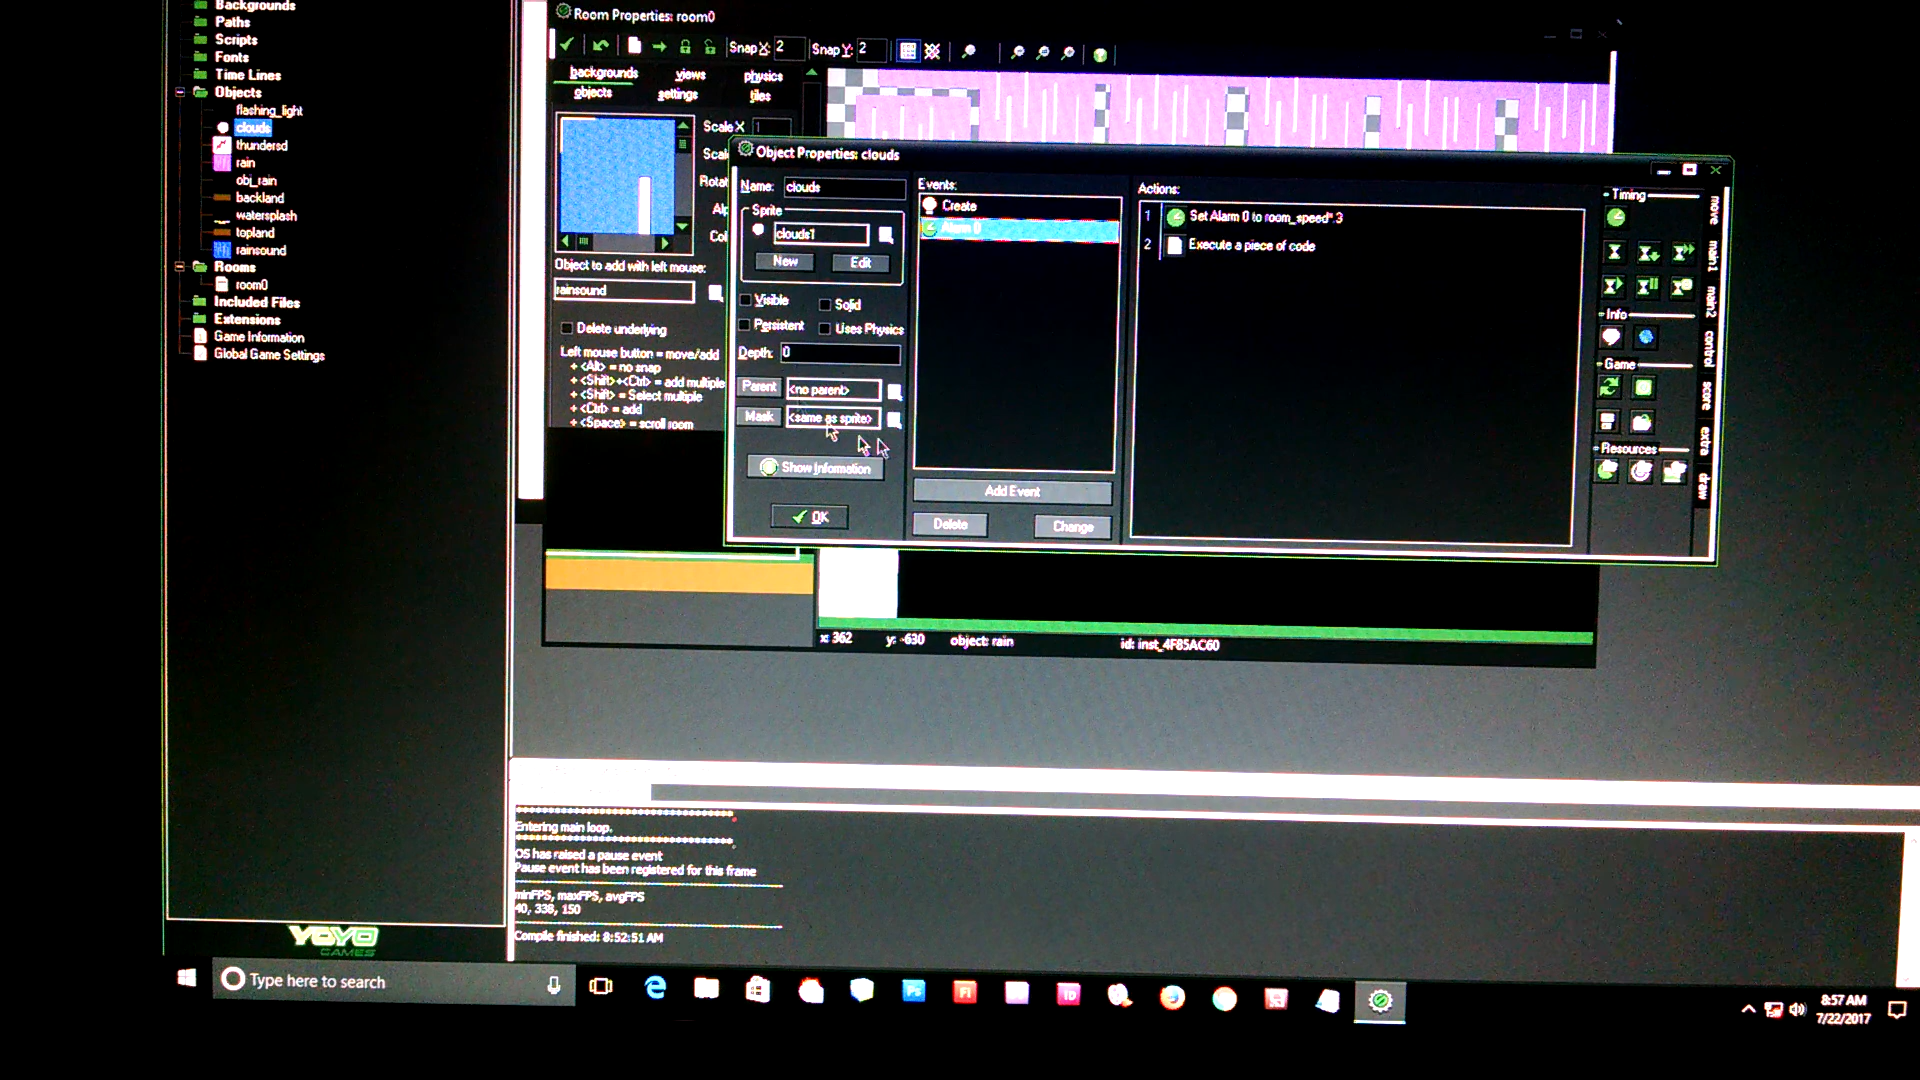 Backgrounds
Paths
Scripts
Fonts
Time Lines
Objects
flashing_light
clouds
thundersd
rain
obj_rain
backland
watersplash
topland
rainsound
Rooms
room0
Included Files
Extensions
Game Information
Global Game Settings
YOYO
GAMES
Room Properties: room0
Snap X: 2
Snap Y: 2
backgrounds views physics
objects settings tiles
Scale X 1
Object to add with left mouse:
rainsound
Delete underlying
Left mouse button = move/add
+ <Alt> = no snap
+ <Shift>+<Ctrl> = add multiple
+ <Shift> = Select multiple
+ <Ctrl> = add
+ <Space> = scroll room
Object Properties: clouds
Name: clouds
Sprite
clouds1
New Edit
Visible Solid
Persistent Uses Physics
Depth: 0
Parent <no parent>
Mask <same as sprite>
Show Information
OK
Events:
Create
Alarm 0
Add Event
Delete Change
Actions:
1 Set Alarm 0 to room_speed*.3
2 Execute a piece of code
Timing
Info
Game
Resources
move
main1
main2
control
score
extra
draw
x: 362 y: -630 object: rain id: inst_4F85AC60
Entering main loop.
OS has raised a pause event
Pause event has been registered for this frame
minFPS, maxFPS, avgFPS
40, 338, 150
Compile finished: 8:52:51 AM
Type here to search
Ps
Fl
ID
8:57 AM
7/22/2017